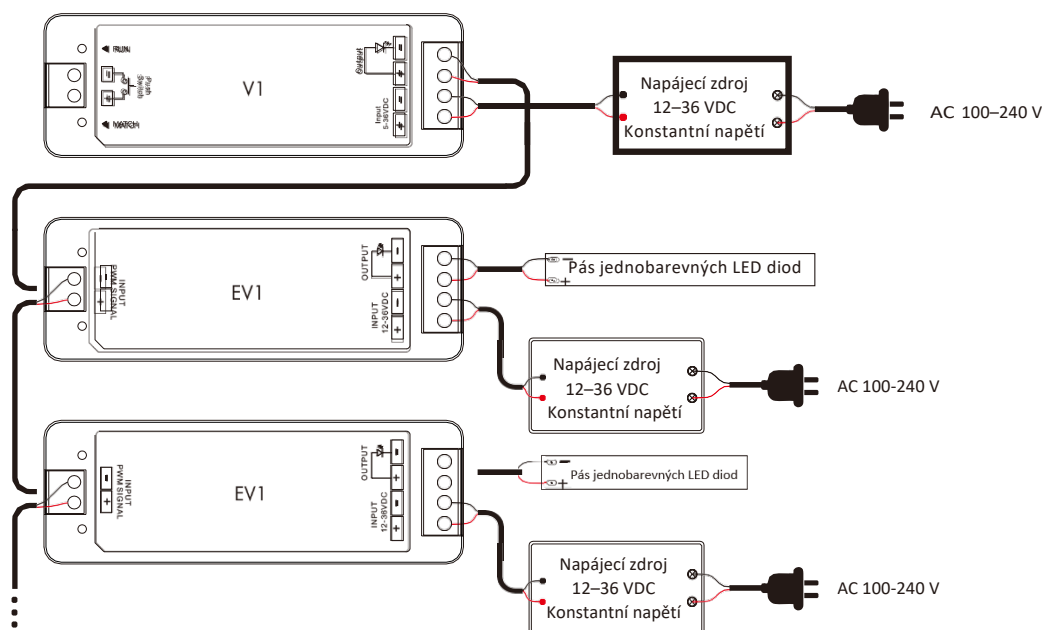 RUN
Push
Switch
MATCH
V1
Output
Input
5-36VDC
Napájecí zdroj
12–36 VDC
Konstantní napětí
AC 100–240 V
INPUT
PWM SIGNAL
EV1
OUTPUT
INPUT
12-36VDC
Pás jednobarevných LED diod
Napájecí zdroj
12–36 VDC
Konstantní napětí
AC 100-240 V
INPUT
PWM SIGNAL
EV1
OUTPUT
INPUT
12-36VDC
Pás jednobarevných LED diod
Napájecí zdroj
12–36 VDC
Konstantní napětí
AC 100-240 V